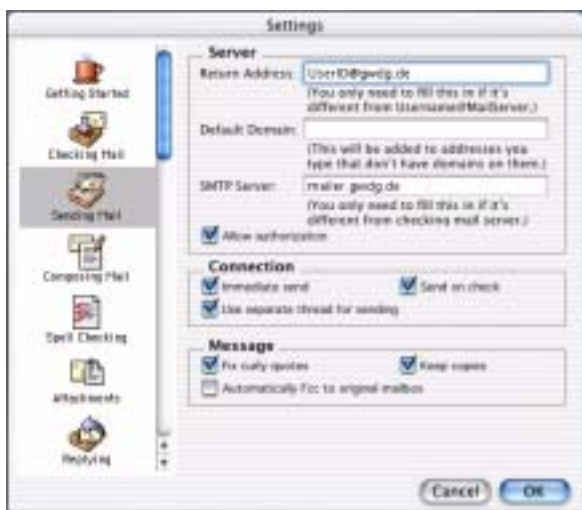 Settings
Getting Started
Checking Mail
Sending Mail
Composing Mail
Spell Checking
Attachments
Replying
Server
Return Address: UserID@gwdg.de
(You only need to fill this in if it's
different from Username@MailServer.)
Default Domain:
(This will be added to addresses you
type that don't have domains on them.)
SMTP Server: mailer.gwdg.de
(You only need to fill this in if it's
different from checking mail server.)
Allow authorization
Connection
Immediate send
Send on check
Use separate thread for sending
Message
Fix curly quotes
Keep copies
Automatically Fcc to original mailbox
Cancel
OK